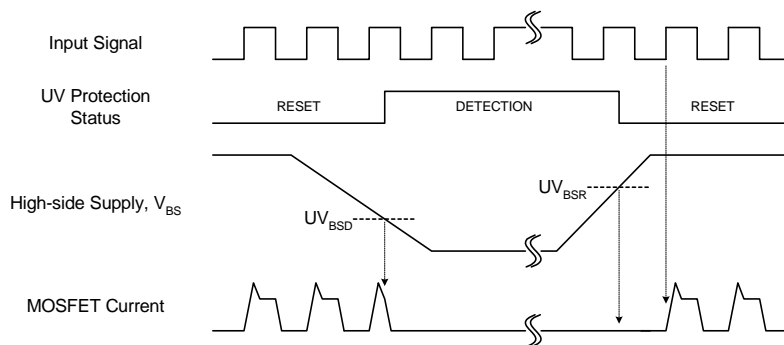 Input Signal
UV Protection
Status
RESET
DETECTION
RESET
High-side Supply, VBS
UVBSD
UVBSR
MOSFET Current